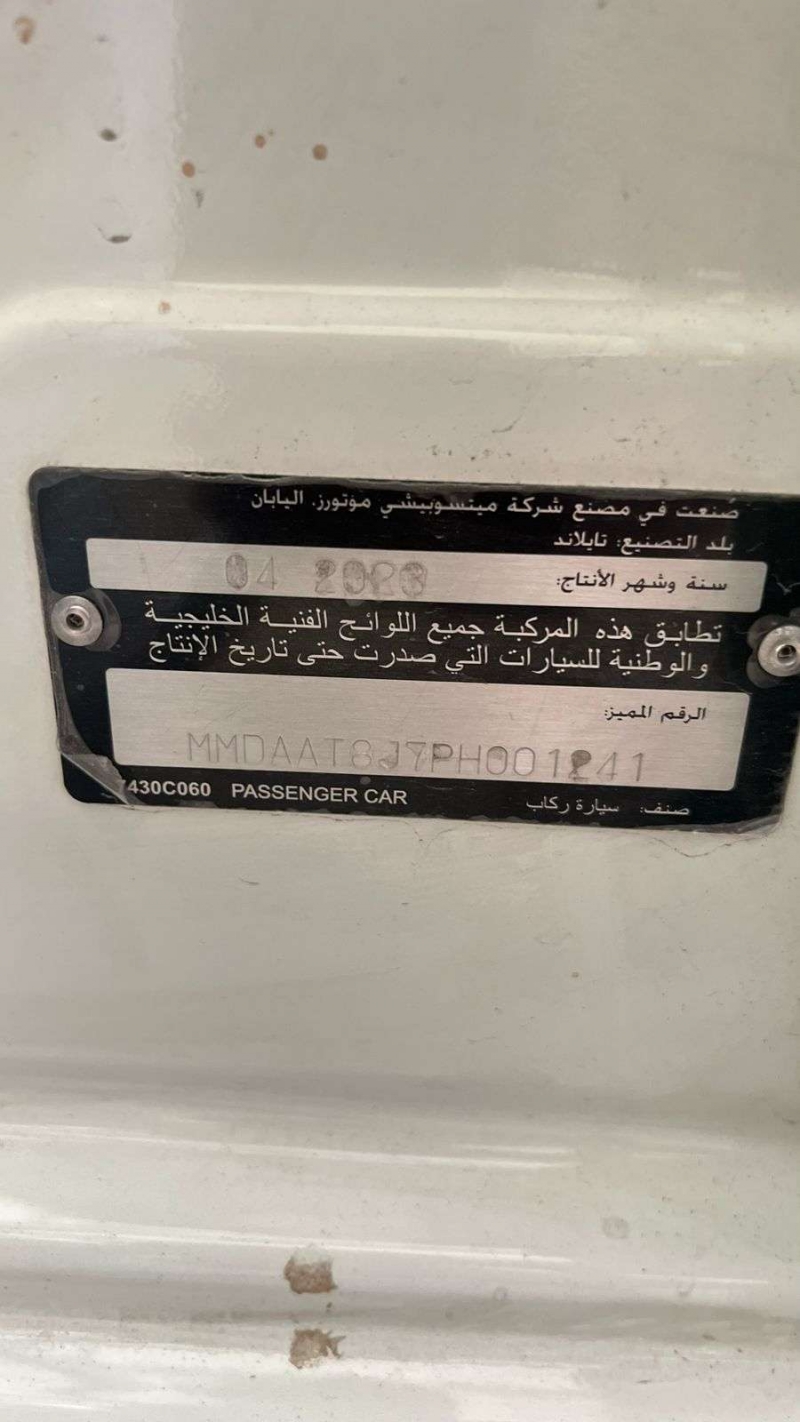 صُنعت في مصنع شركة ميتسوبيشي موتورز. اليابان
بلد التصنيع: تايلاند
سنة وشهر الأنتاج: 04 2023
تطابق هذه المركبة جميع اللوائح الفنية الخليجية
والوطنية للسيارات التي صدرت حتى تاريخ الإنتاج
الرقم المميز:
MMDAAT8J7PH001241
صنف: سيارة ركاب PASSENGER CAR 7430C060